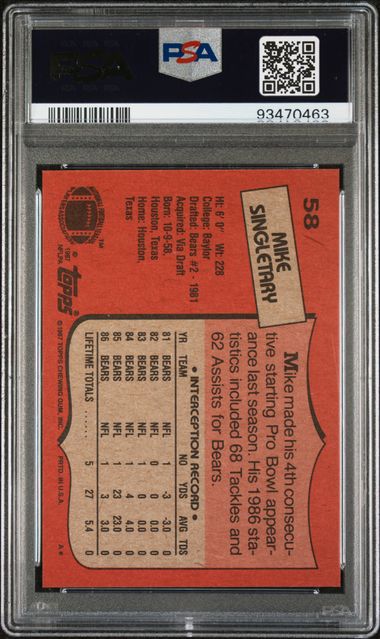 PSA
PSA
93470463
58
MIKE
SINGLETARY
Ht: 6' 0" Wt: 228
College: Baylor
Drafted: Bears #2 - 1981
Acquired: Via Draft
Born: 10-9-58,
Houston, Texas
Home: Houston,
Texas
TM
© 1987
NFLPA
topps
©1987 TOPPS CHEWING GUM, INC.
PRTD. IN U.S.A.
A*
Mike made his 4th consecu-
tive starting Pro Bowl appear-
ance last season. His 1986 sta-
tistics included 68 Tackles and
62 Assists for Bears.
• INTERCEPTION RECORD •
YR TEAM NO YDS AVG TDS
81 BEARS NFL 1 -3 -3.0 0
82 BEARS NFL 0 0 0.0 0
83 BEARS NFL 1 0 0.0 0
84 BEARS NFL 1 4 4.0 0
85 BEARS NFL 1 23 23.0 0
86 BEARS NFL 1 3 3.0 0
LIFETIME TOTALS ...... 5 27 5.4 0